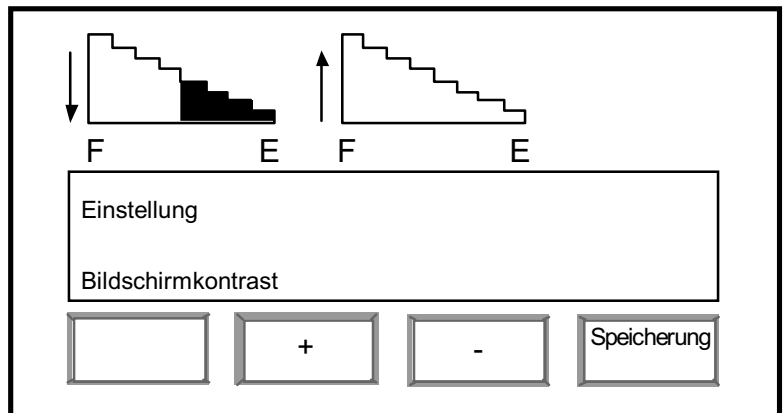 F E F E
Einstellung
Bildschirmkontrast
+ - Speicherung